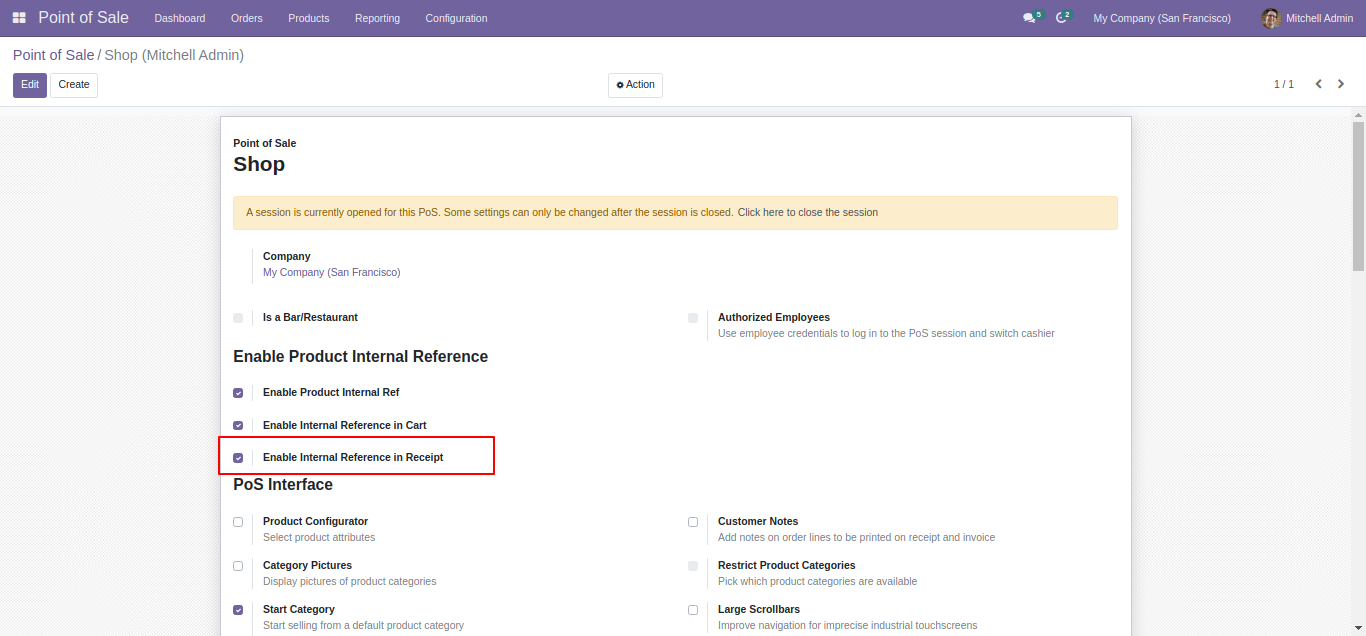 Point of Sale Dashboard Orders Products Reporting Configuration 5 2 My Company (San Francisco) Mitchell Admin
Point of Sale / Shop (Mitchell Admin)
Edit Create Action 1 / 1
Point of Sale
Shop
A session is currently opened for this PoS. Some settings can only be changed after the session is closed. Click here to close the session
Company
My Company (San Francisco)
Is a Bar/Restaurant
Authorized Employees
Use employee credentials to log in to the PoS session and switch cashier
Enable Product Internal Reference
Enable Product Internal Ref
Enable Internal Reference in Cart
Enable Internal Reference in Receipt
PoS Interface
Product Configurator
Select product attributes
Customer Notes
Add notes on order lines to be printed on receipt and invoice
Category Pictures
Display pictures of product categories
Restrict Product Categories
Pick which product categories are available
Start Category
Start selling from a default product category
Large Scrollbars
Improve navigation for imprecise industrial touchscreens